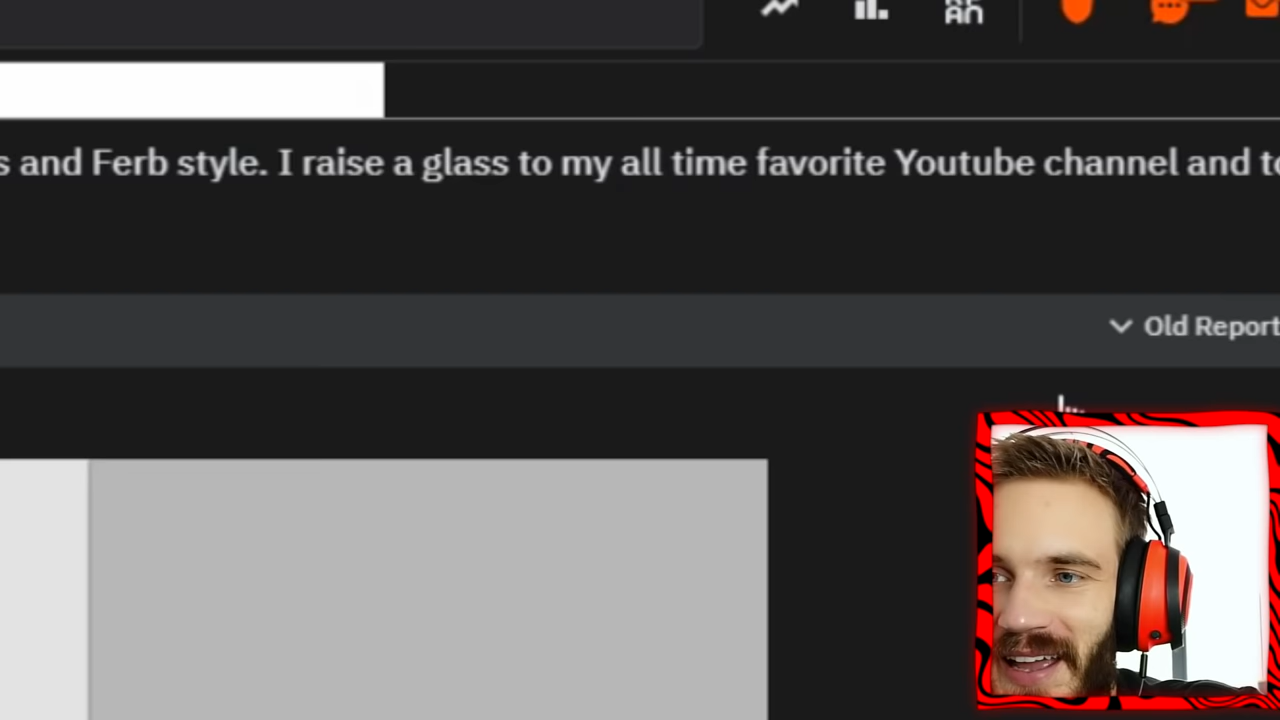 s and Ferb style. I raise a glass to my all time favorite Youtube channel and to
Old Report